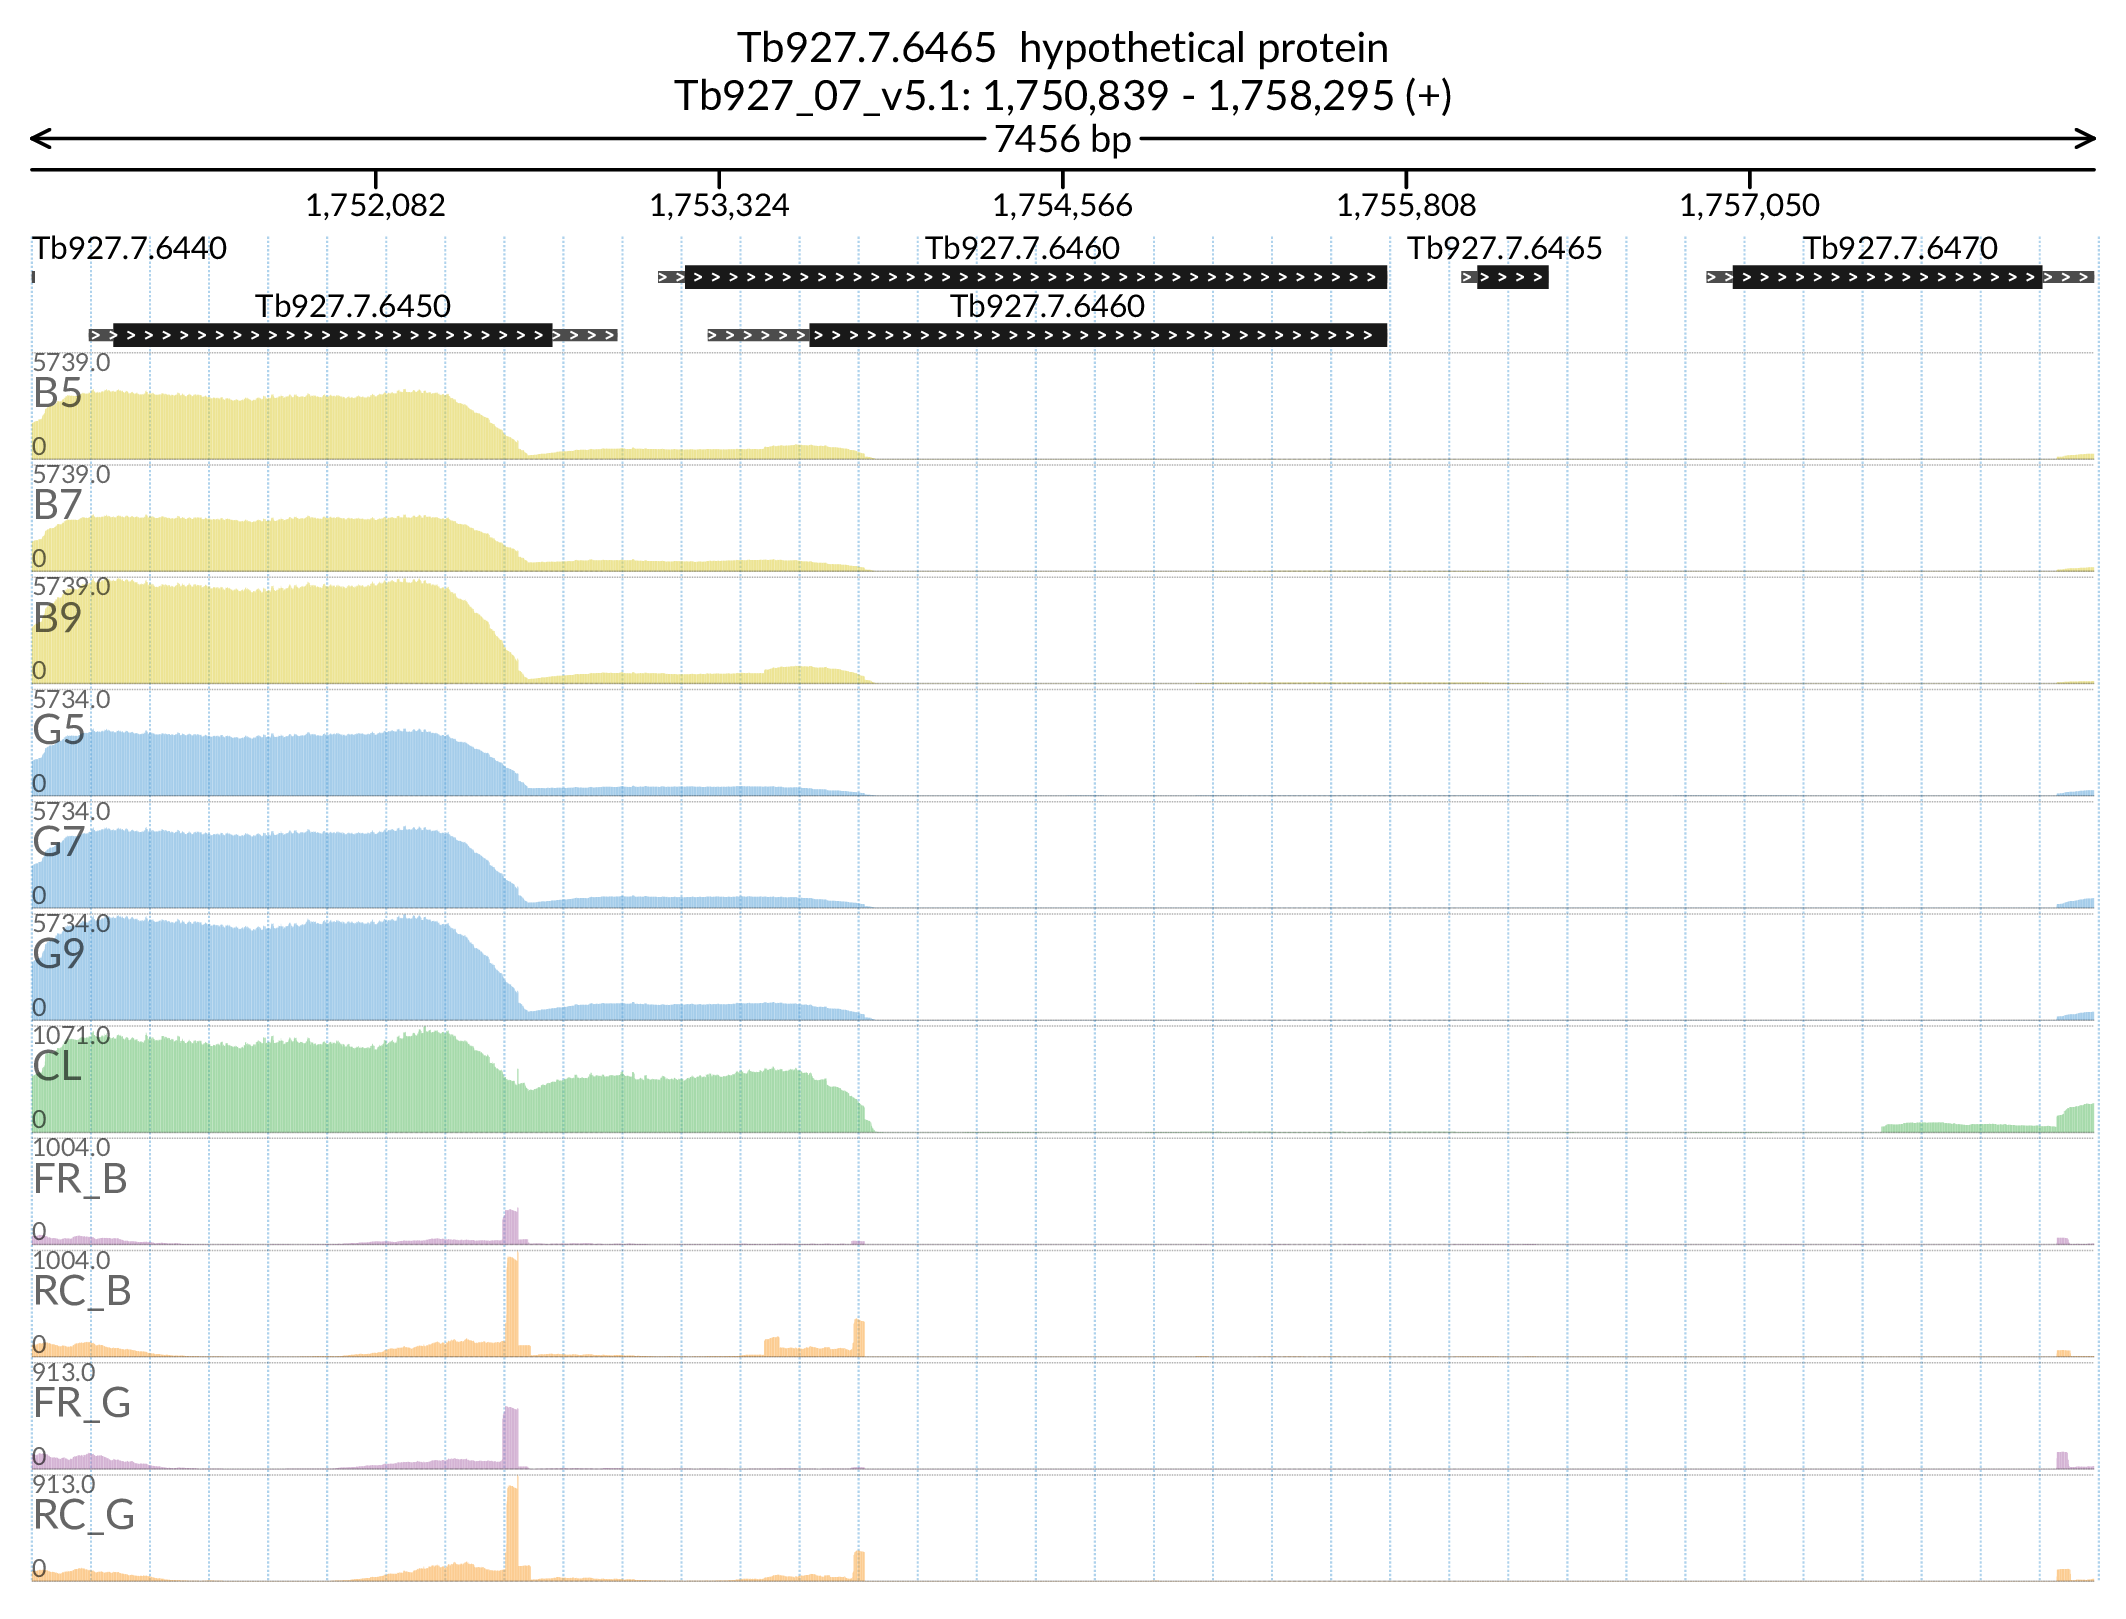 Tb927.7.6465  hypothetical protein
Tb927_07_v5.1: 1,750,839 - 1,758,295 (+)
7456 bp
1,752,082 1,753,324 1,754,566 1,755,808 1,757,050
Tb927.7.6440 Tb927.7.6460 Tb927.7.6465 Tb927.7.6470
Tb927.7.6450 Tb927.7.6460
5739.0
B5
0
5739.0
B7
0
5739.0
B9
0
5734.0
G5
0
5734.0
G7
0
5734.0
G9
0
1071.0
CL
0
1004.0
FR_B
0
1004.0
RC_B
0
913.0
FR_G
0
913.0
RC_G
0